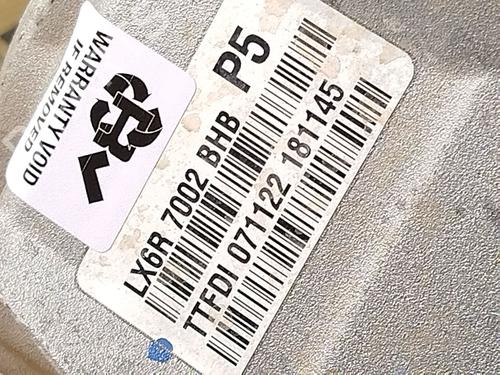 WARRANTY VOID
IF REMOVED
P5
LX6R 7002 BHB
TTFDI 071122 181145